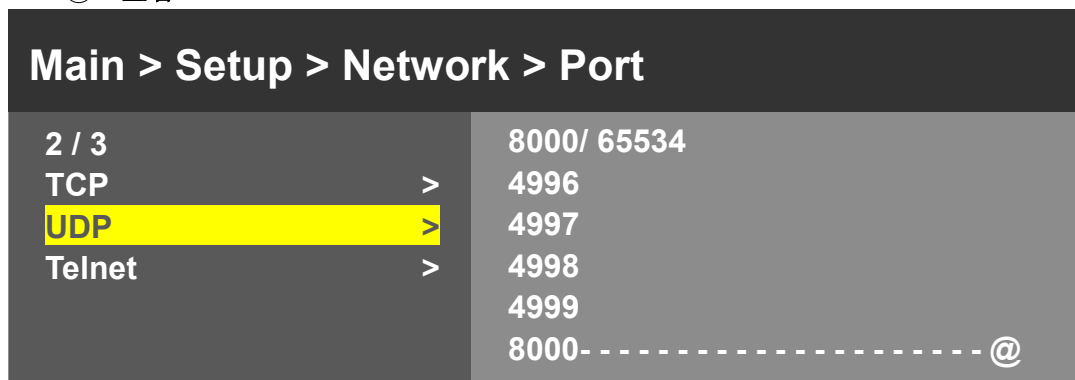 Main > Setup > Network > Port
2 / 3
TCP >
UDP >
Telnet >
8000/ 65534
4996
4997
4998
4999
8000- - - - - - - - - - - - - - - - - - - - - @